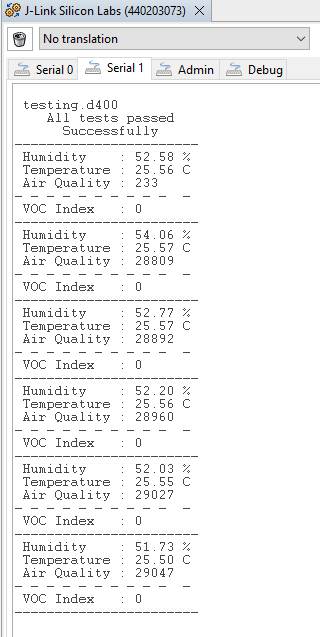 J-Link Silicon Labs (440203073)
No translation
Serial 0 Serial 1 Admin Debug
testing.d400
All tests passed
Successfully
------------------------
Humidity : 52.58 %
Temperature : 25.56 C
Air Quality : 233
- - - - - - - - - - -
VOC Index : 0
------------------------
Humidity : 54.06 %
Temperature : 25.57 C
Air Quality : 28809
- - - - - - - - - - -
VOC Index : 0
------------------------
Humidity : 52.77 %
Temperature : 25.57 C
Air Quality : 28892
- - - - - - - - - - -
VOC Index : 0
------------------------
Humidity : 52.20 %
Temperature : 25.56 C
Air Quality : 28960
- - - - - - - - - - -
VOC Index : 0
------------------------
Humidity : 52.03 %
Temperature : 25.55 C
Air Quality : 29027
- - - - - - - - - - -
VOC Index : 0
------------------------
Humidity : 51.73 %
Temperature : 25.50 C
Air Quality : 29047
- - - - - - - - - - -
VOC Index : 0
------------------------